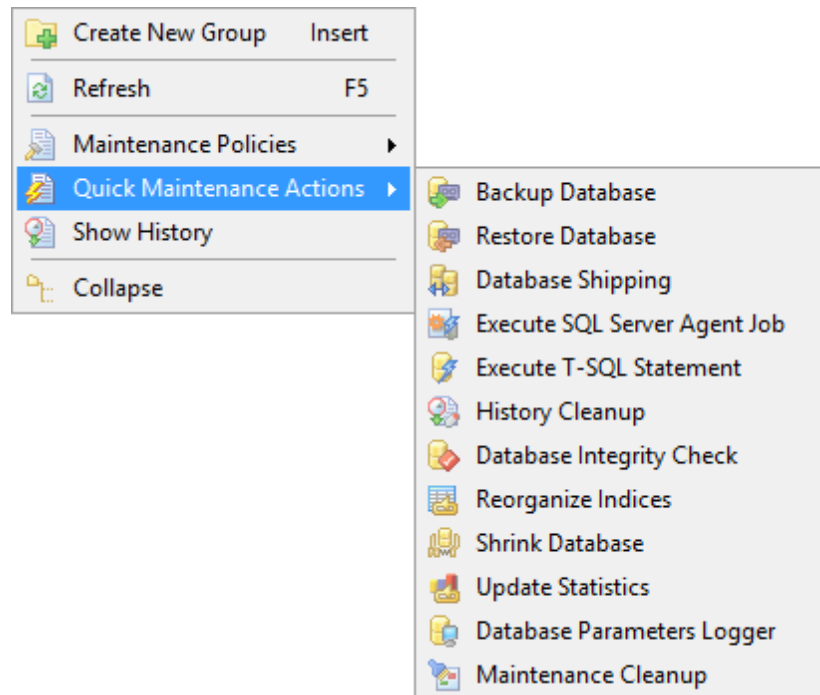 Create New Group Insert
Refresh F5
Maintenance Policies
Quick Maintenance Actions
Show History
Collapse
Backup Database
Restore Database
Database Shipping
Execute SQL Server Agent Job
Execute T-SQL Statement
History Cleanup
Database Integrity Check
Reorganize Indices
Shrink Database
Update Statistics
Database Parameters Logger
Maintenance Cleanup